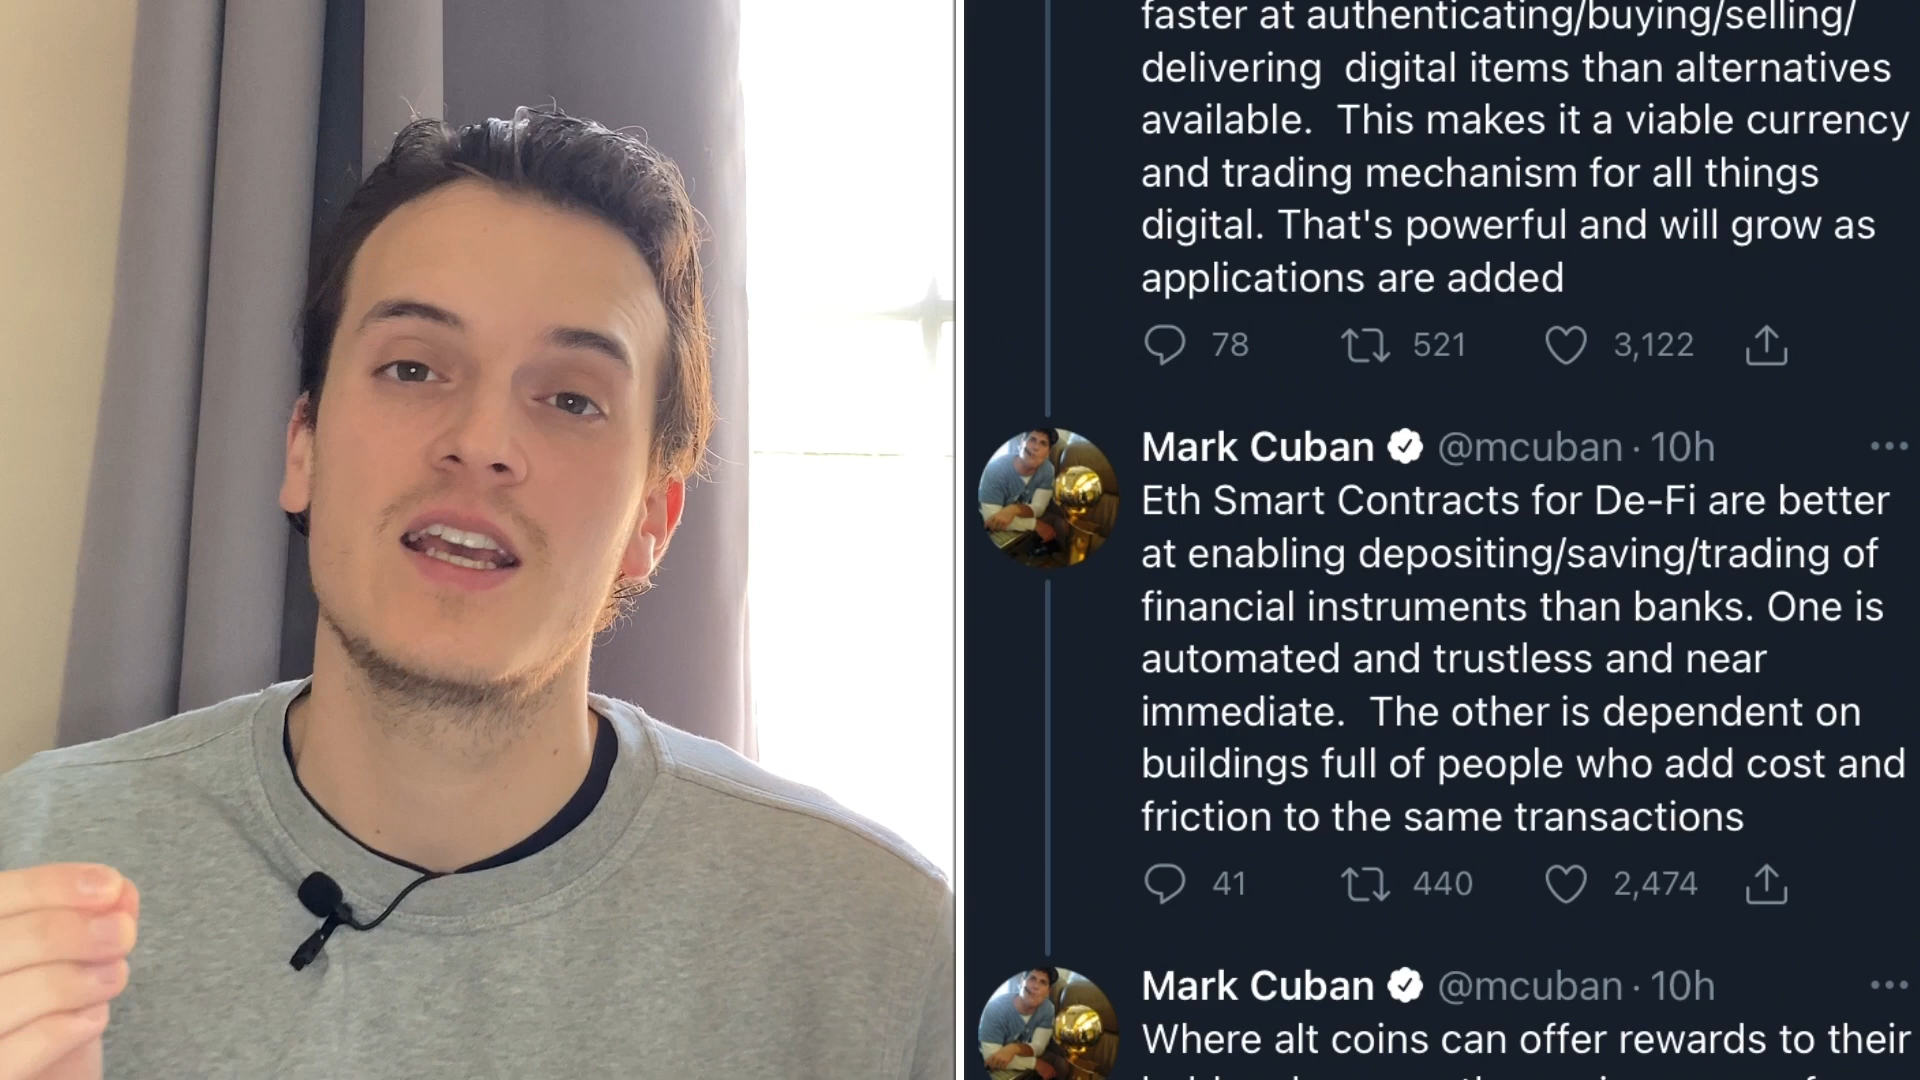 faster at authenticating/buying/selling/
delivering  digital items than alternatives
available.  This makes it a viable currency
and trading mechanism for all things
digital. That's powerful and will grow as
applications are added
78 521 3,122
Mark Cuban @mcuban · 10h
Eth Smart Contracts for De-Fi are better
at enabling depositing/saving/trading of
financial instruments than banks. One is
automated and trustless and near
immediate.  The other is dependent on
buildings full of people who add cost and
friction to the same transactions
41 440 2,474
Mark Cuban @mcuban · 10h
Where alt coins can offer rewards to their